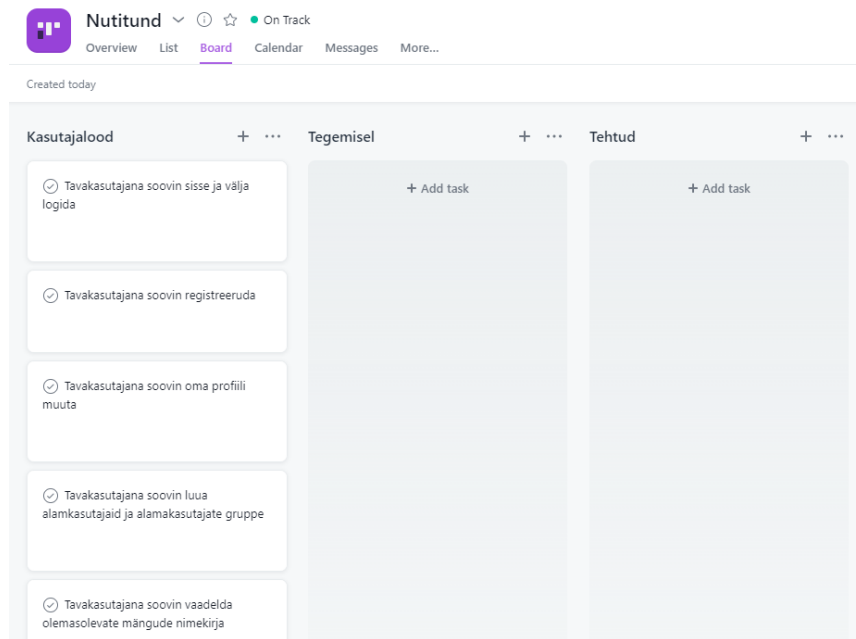 Nutitund
On Track
Overview List Board Calendar Messages More...
Created today
Kasutajalood
Tavakasutajana soovin sisse ja välja
logida
Tavakasutajana soovin registreeruda
Tavakasutajana soovin oma profiili
muuta
Tavakasutajana soovin luua
alamkasutajaid ja alamakasutajate gruppe
Tavakasutajana soovin vaadelda
olemasolevate mängude nimekirja
Tegemisel
+ Add task
Tehtud
+ Add task